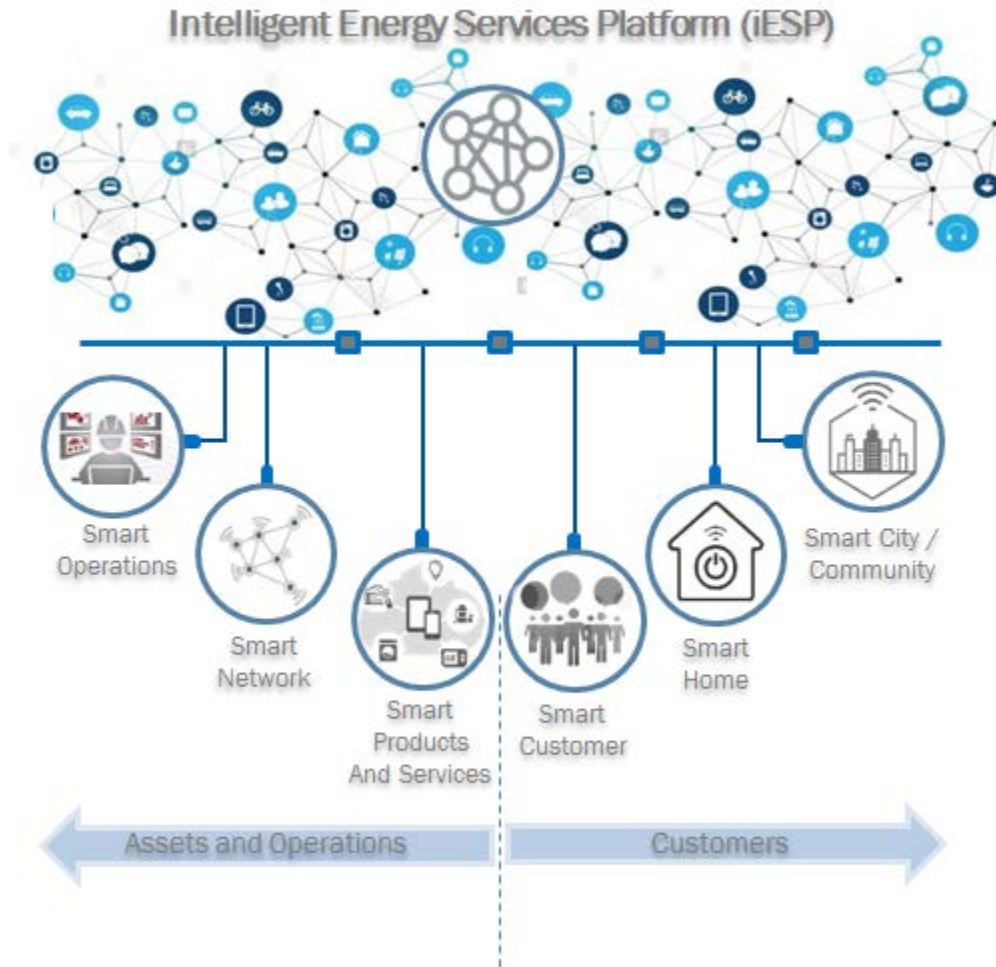 Intelligent Energy Services Platform (iESP)
Smart
Operations
Smart
Network
Smart
Products
And Services
Smart
Customer
Smart
Home
Smart City /
Community
Assets and Operations
Customers